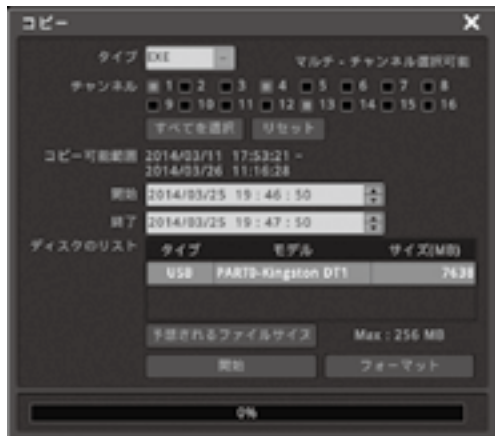 コピー
タイプ EXE マルチ・チャンネル選択可能
チャンネル 1 2 3 4 5 6 7 8
9 10 11 12 13 14 15 16
すべてを選択 リセット
コピー可能範囲 2014/03/11 17:53:21 ~
2014/03/26 11:16:28
開始 2014/03/25 19:46:50
終了 2014/03/25 19:47:50
ディスクのリスト タイプ モデル サイズ(MB)
USB PART0-Kingston DT1 7638
予想されるファイルサイズ Max : 256 MB
開始 フォーマット
0%